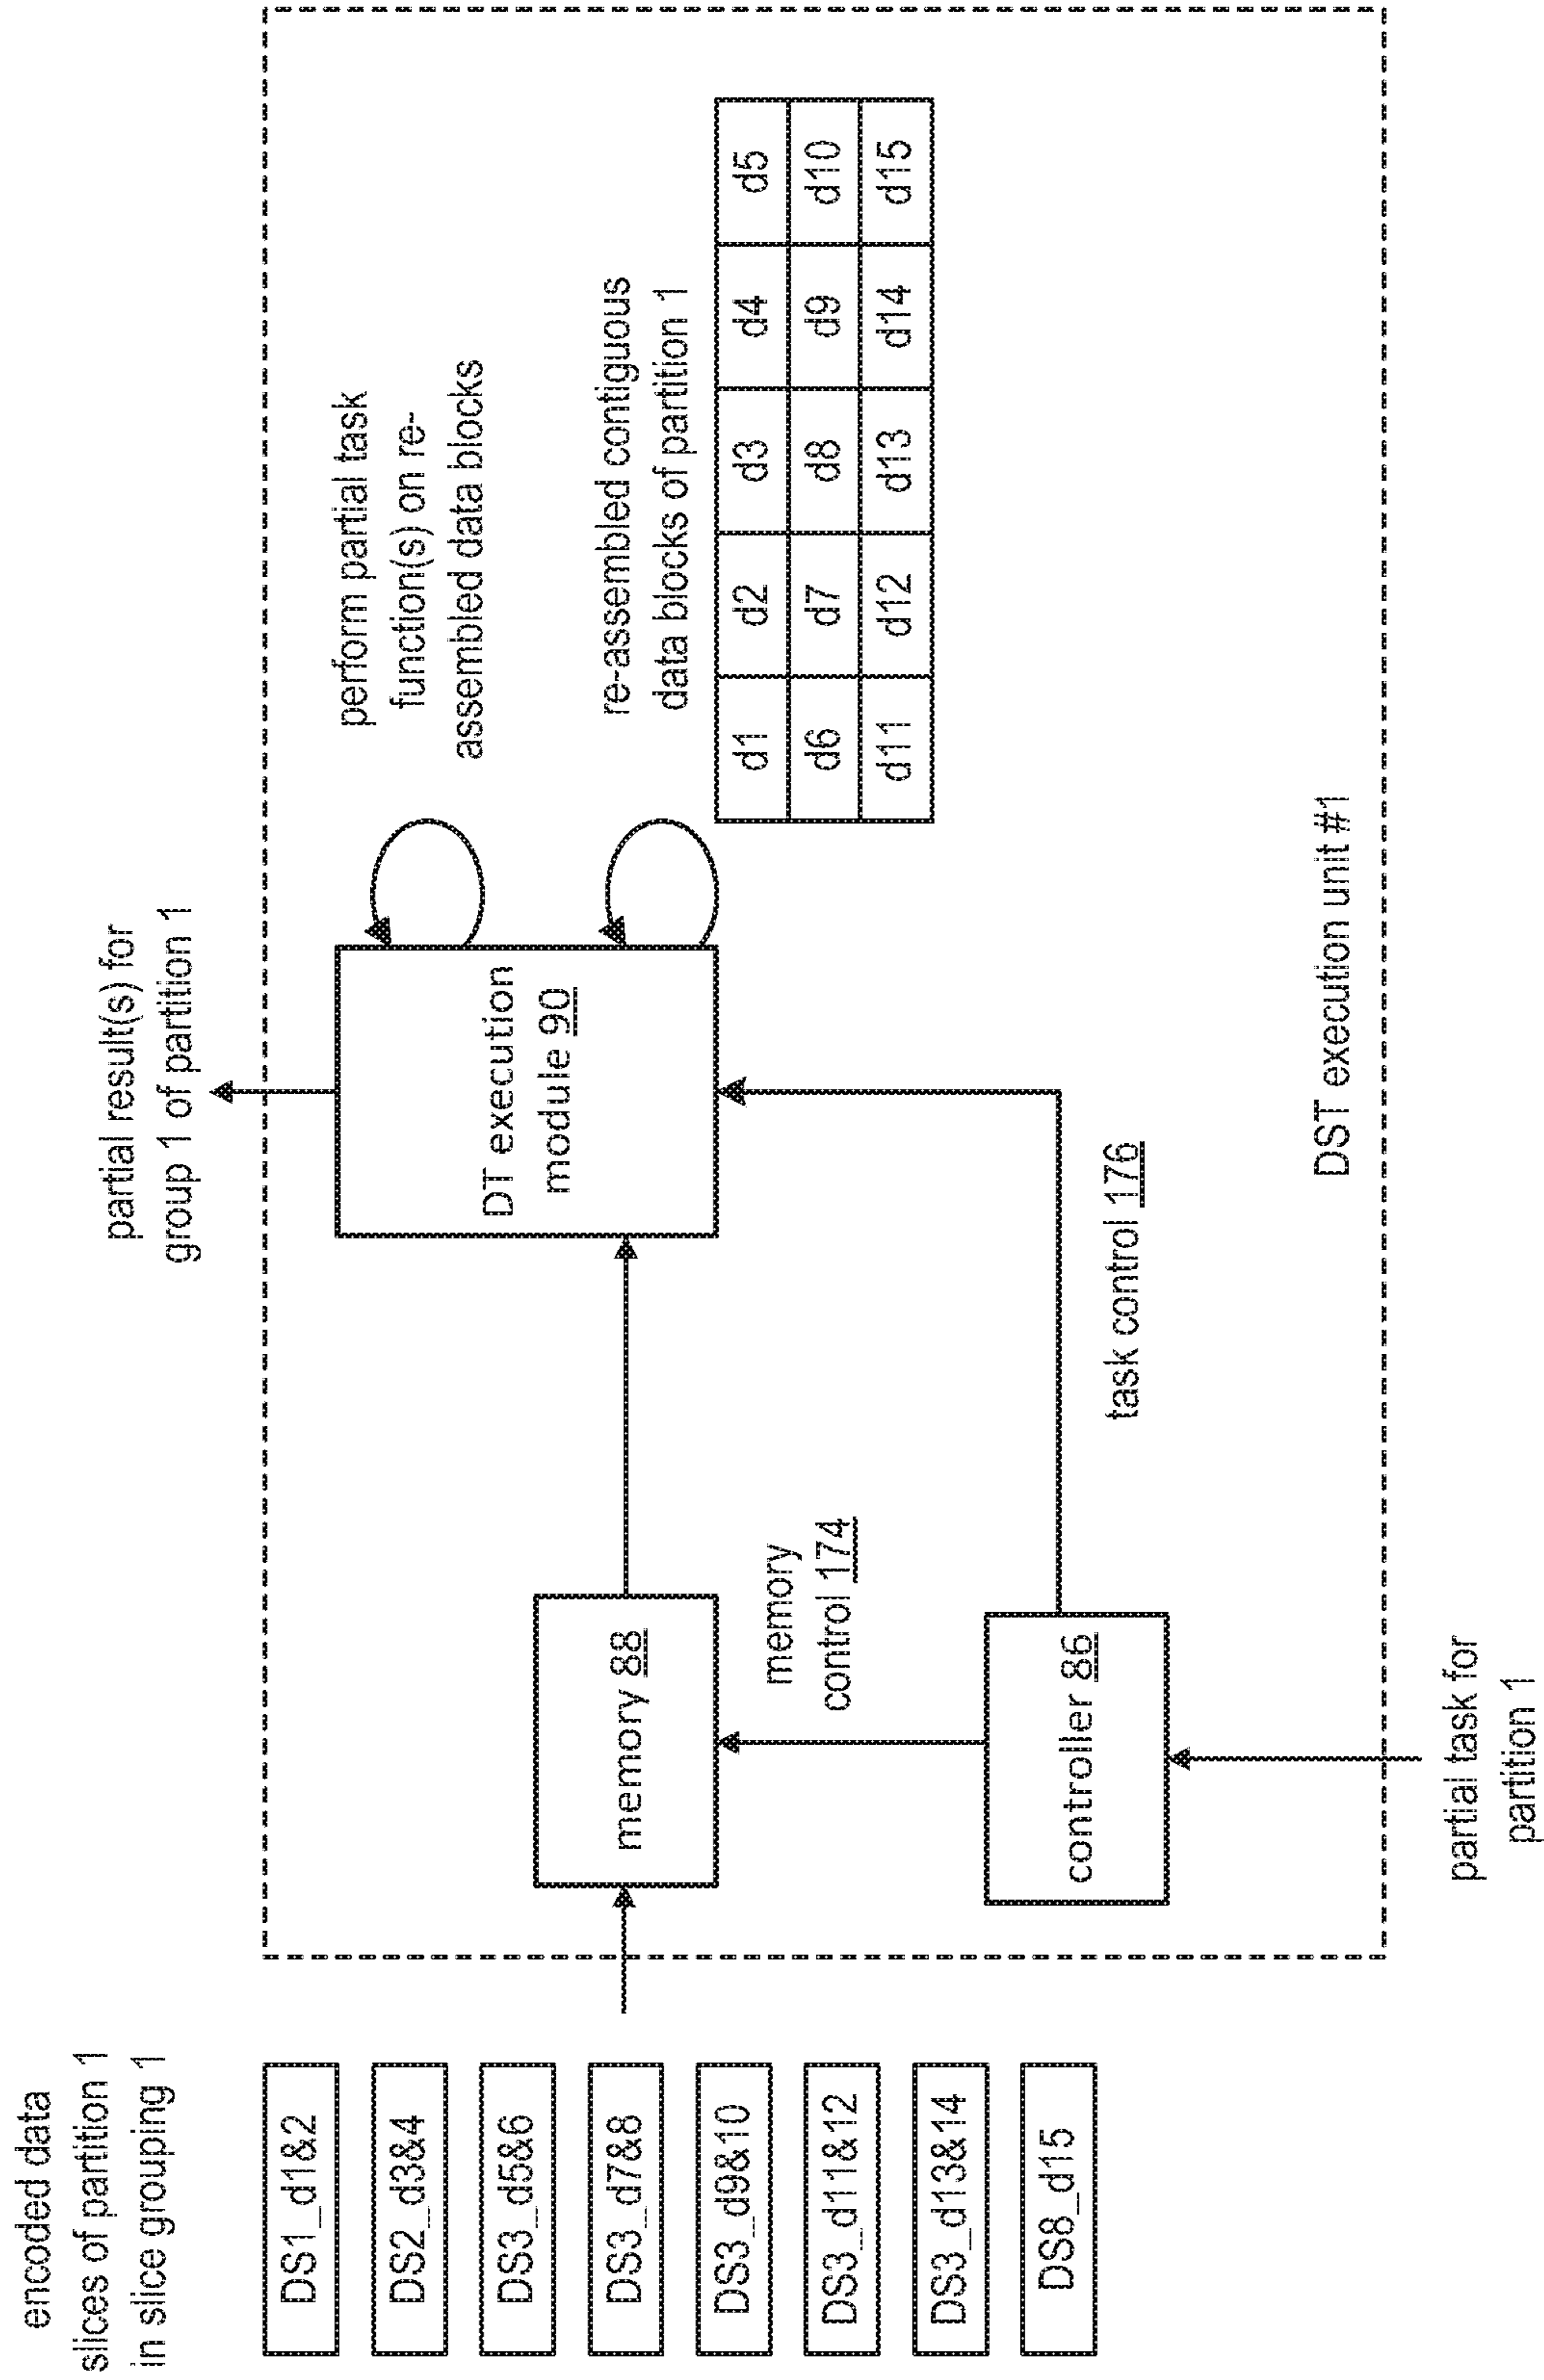 encoded data
slices of partition 1
in slice grouping 1
DS1_d1&2
DS2_d3&4
DS3_d5&6
DS3_d7&8
DS3_d9&10
DS3_d11&12
DS3_d13&14
DS8_d15
partial result(s) for
group 1 of partition 1
memory 88
DT execution
module 90
perform partial task
function(s) on re-
assembled data blocks
re-assembled contiguous
data blocks of partition 1
d1 d2 d3 d4 d5
d6 d7 d8 d9 d10
d11 d12 d13 d14 d15
memory
control 174
controller 86
task control 176
DST execution unit #1
partial task for
partition 1